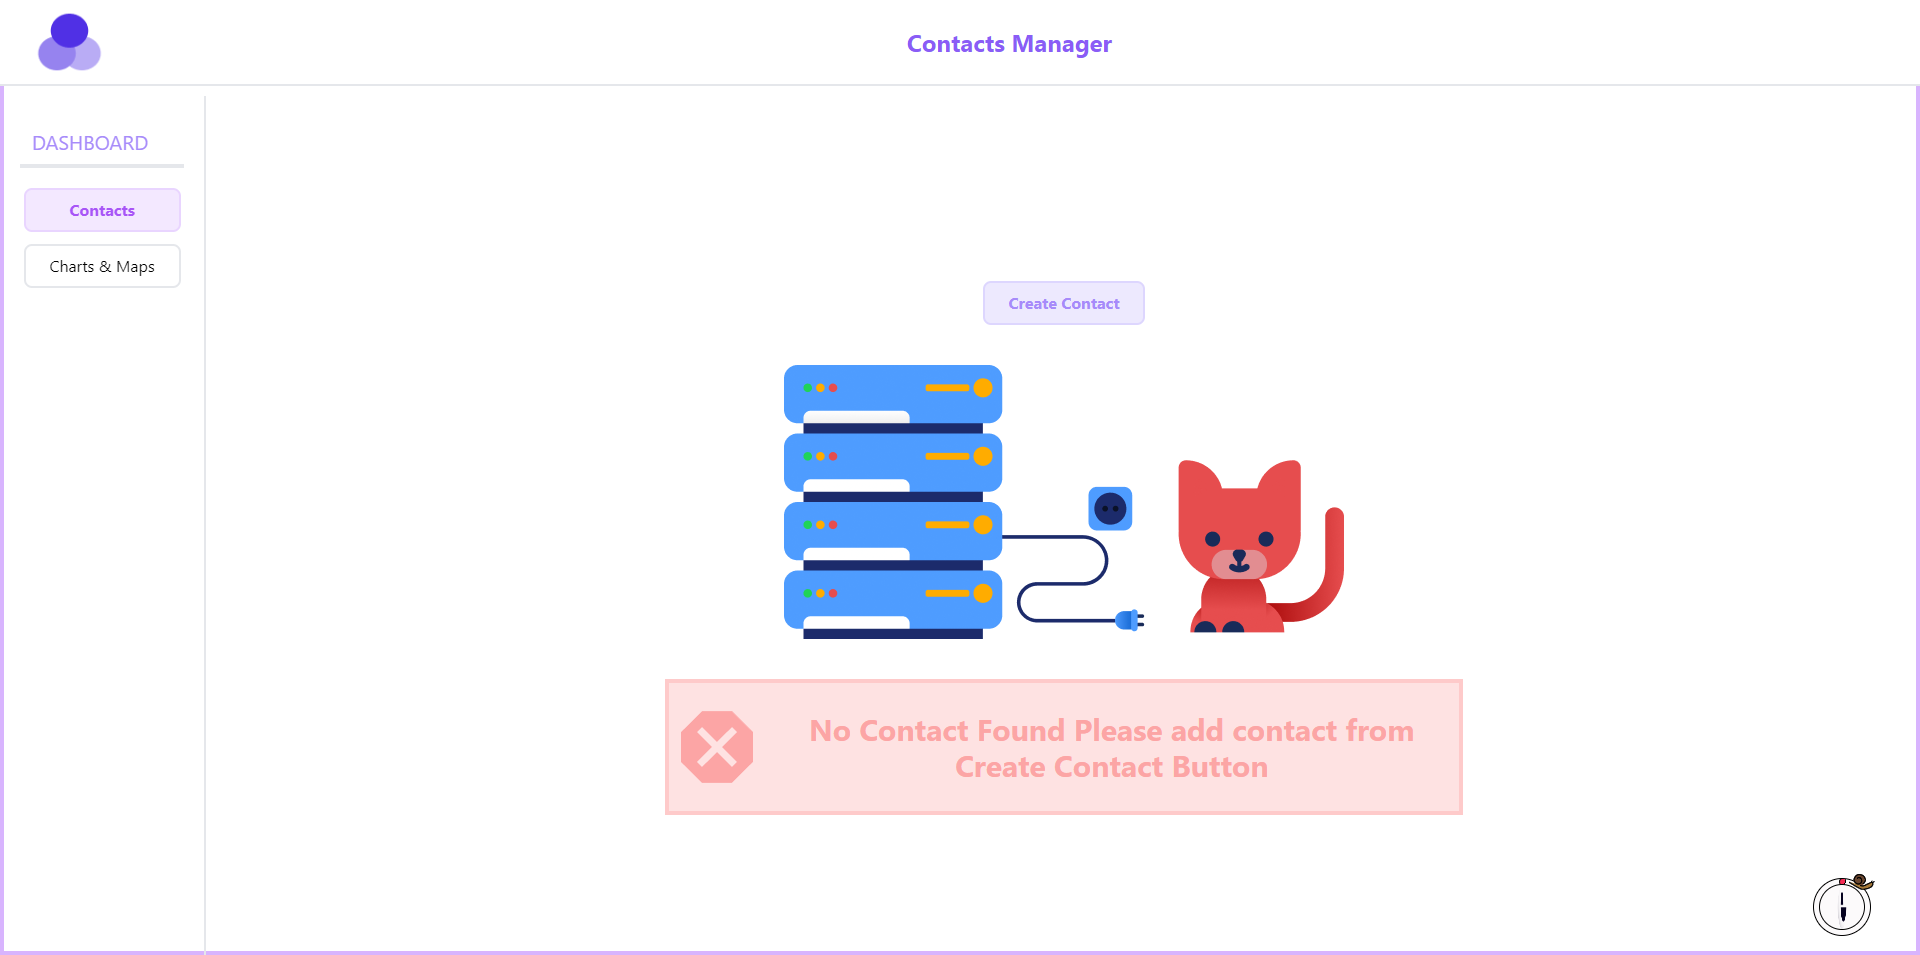 Contacts Manager
DASHBOARD
Contacts
Charts & Maps
Create Contact
No Contact Found Please add contact from
Create Contact Button